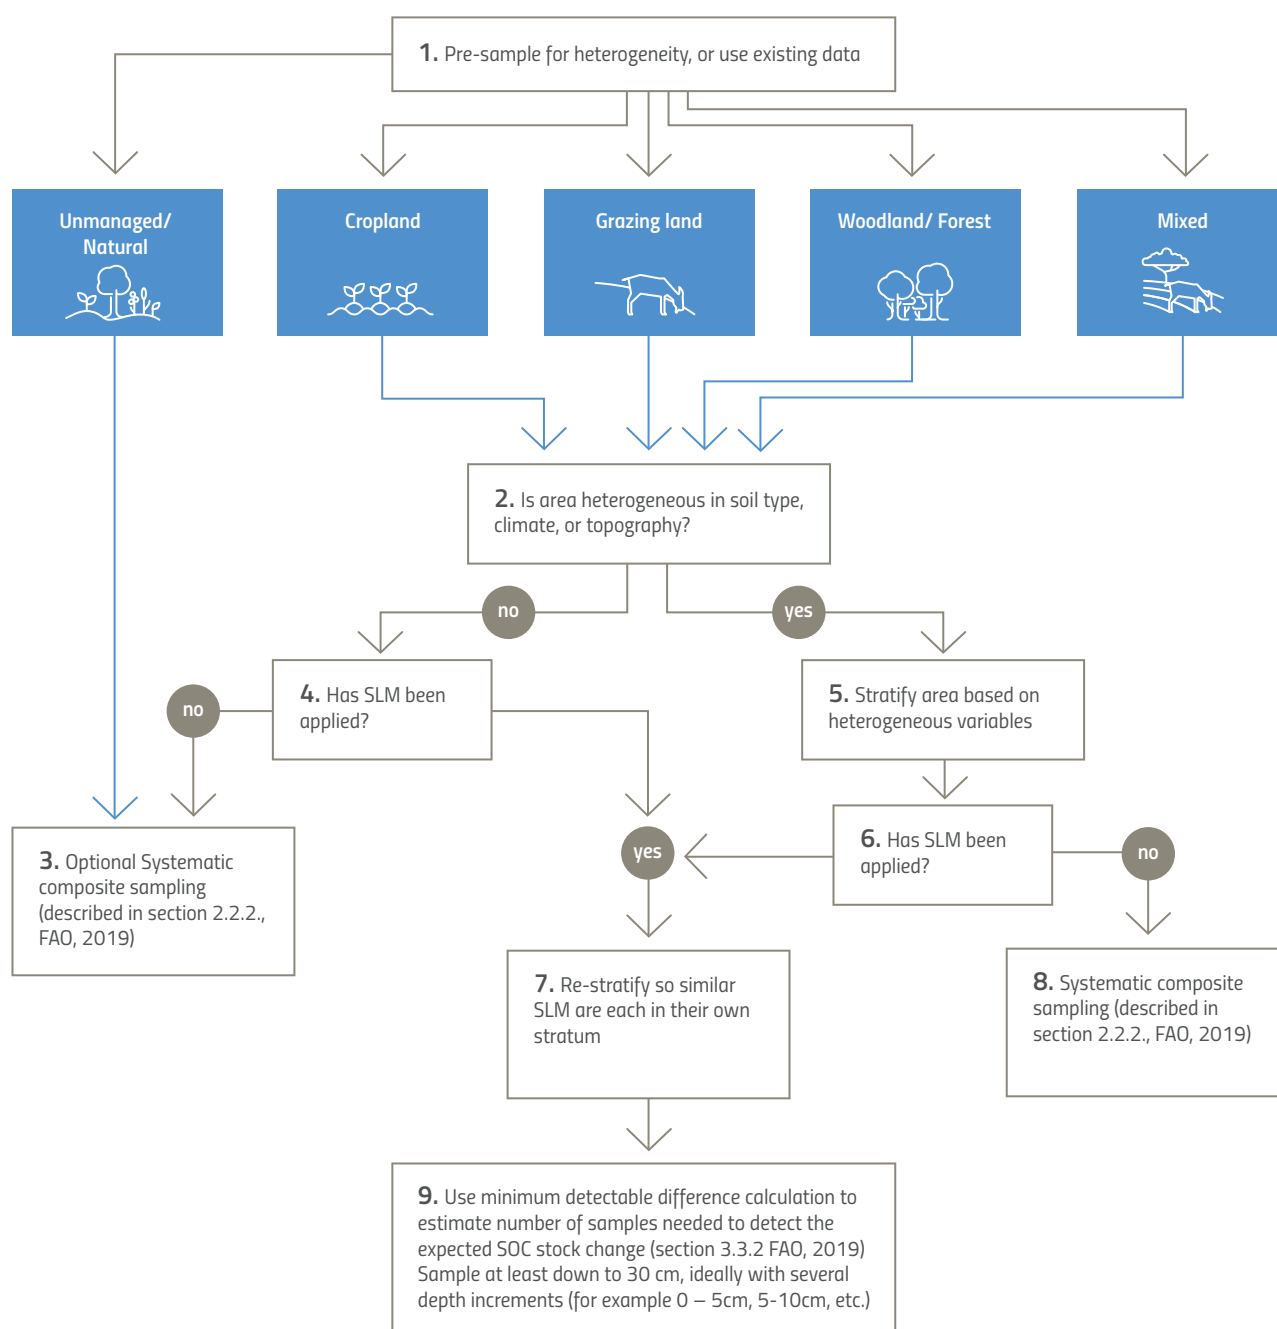 1. Pre-sample for heterogeneity, or use existing data
Unmanaged/
Natural
Cropland
Grazing land
Woodland/ Forest
Mixed
2. Is area heterogeneous in soil type,
climate, or topography?
no
yes
4. Has SLM been
applied?
5. Stratify area based on
heterogeneous variables
no
3. Optional Systematic
composite sampling
(described in section 2.2.2.,
FAO, 2019)
yes
6. Has SLM been
applied?
no
7. Re-stratify so similar
SLM are each in their own
stratum
8. Systematic composite
sampling (described in
section 2.2.2., FAO, 2019)
9. Use minimum detectable difference calculation to
estimate number of samples needed to detect the
expected SOC stock change (section 3.3.2 FAO, 2019)
Sample at least down to 30 cm, ideally with several
depth increments (for example 0 – 5cm, 5-10cm, etc.)